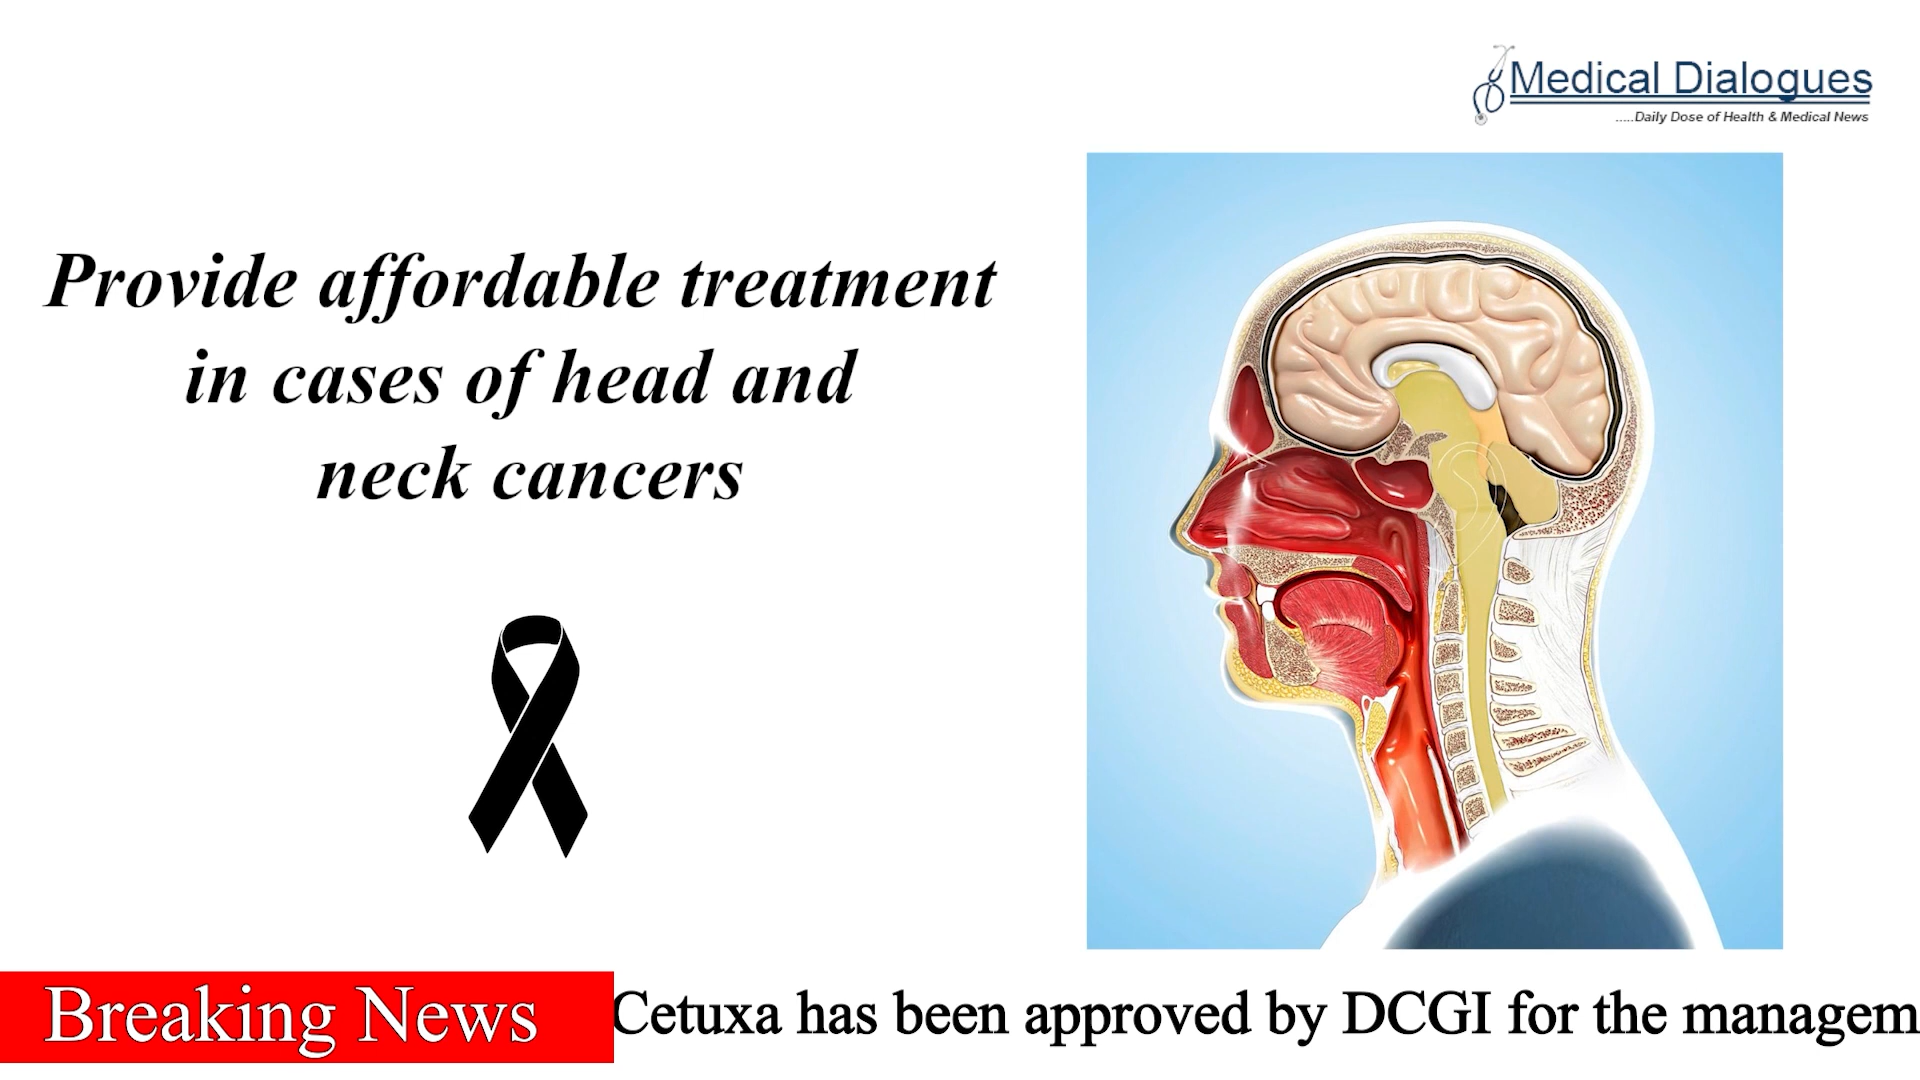 Medical Dialogues
.....Daily Dose of Health & Medical News
Provide affordable treatment
in cases of head and
neck cancers
Breaking News
Cetuxa has been approved by DCGI for the managem